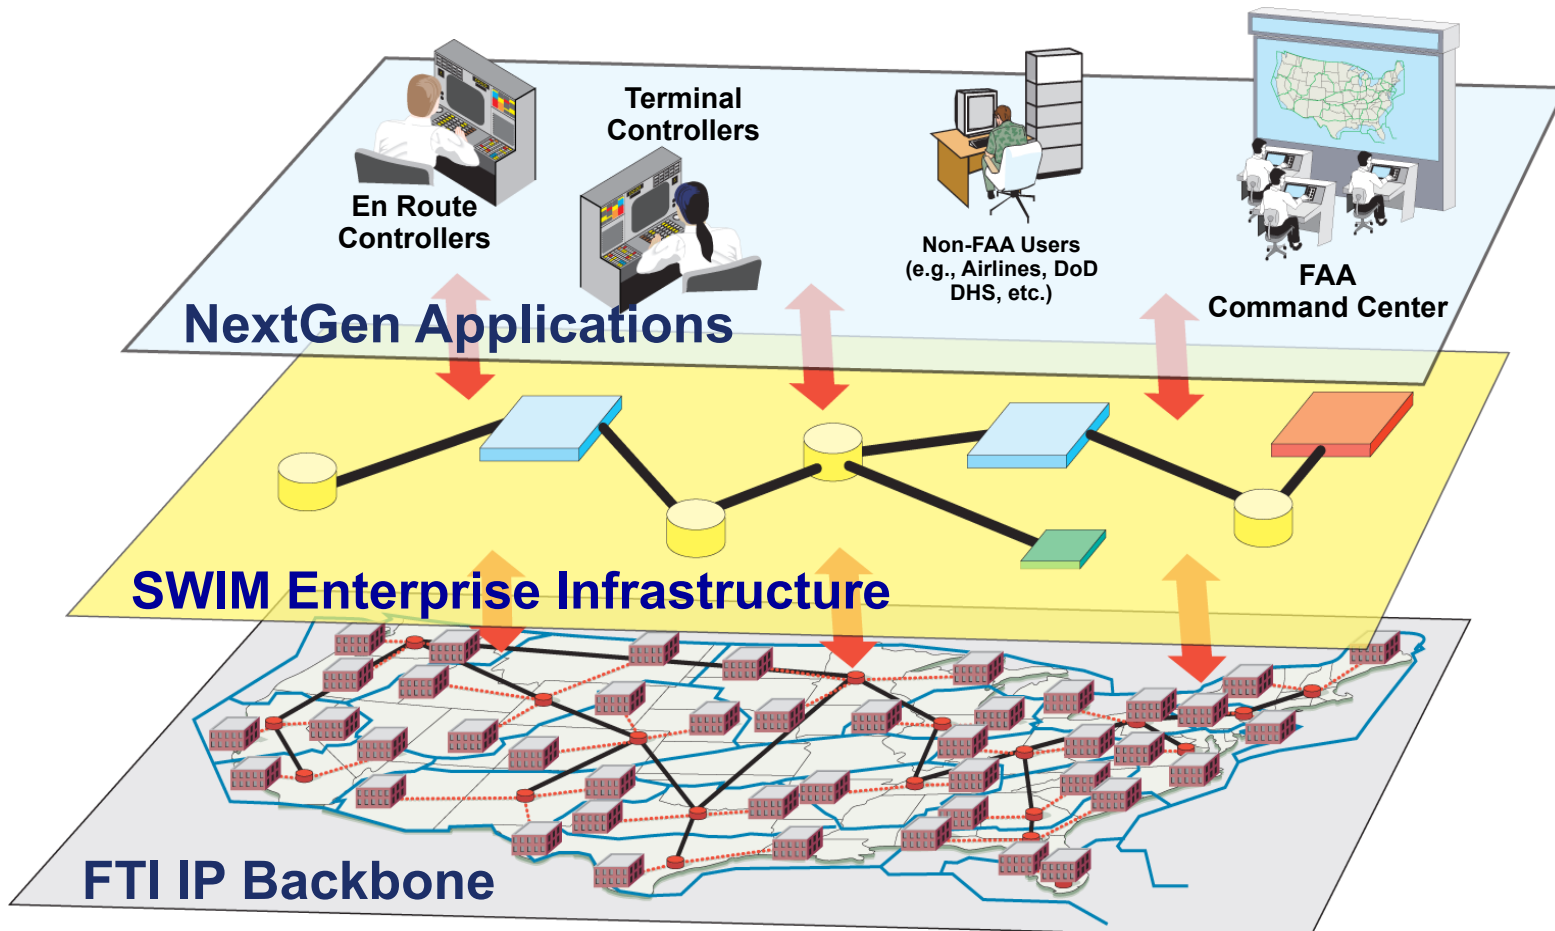 Terminal
Controllers
En Route
Controllers
Non-FAA Users
(e.g., Airlines, DoD
DHS, etc.)
FAA
Command Center
NextGen Applications
SWIM Enterprise Infrastructure
FTI IP Backbone